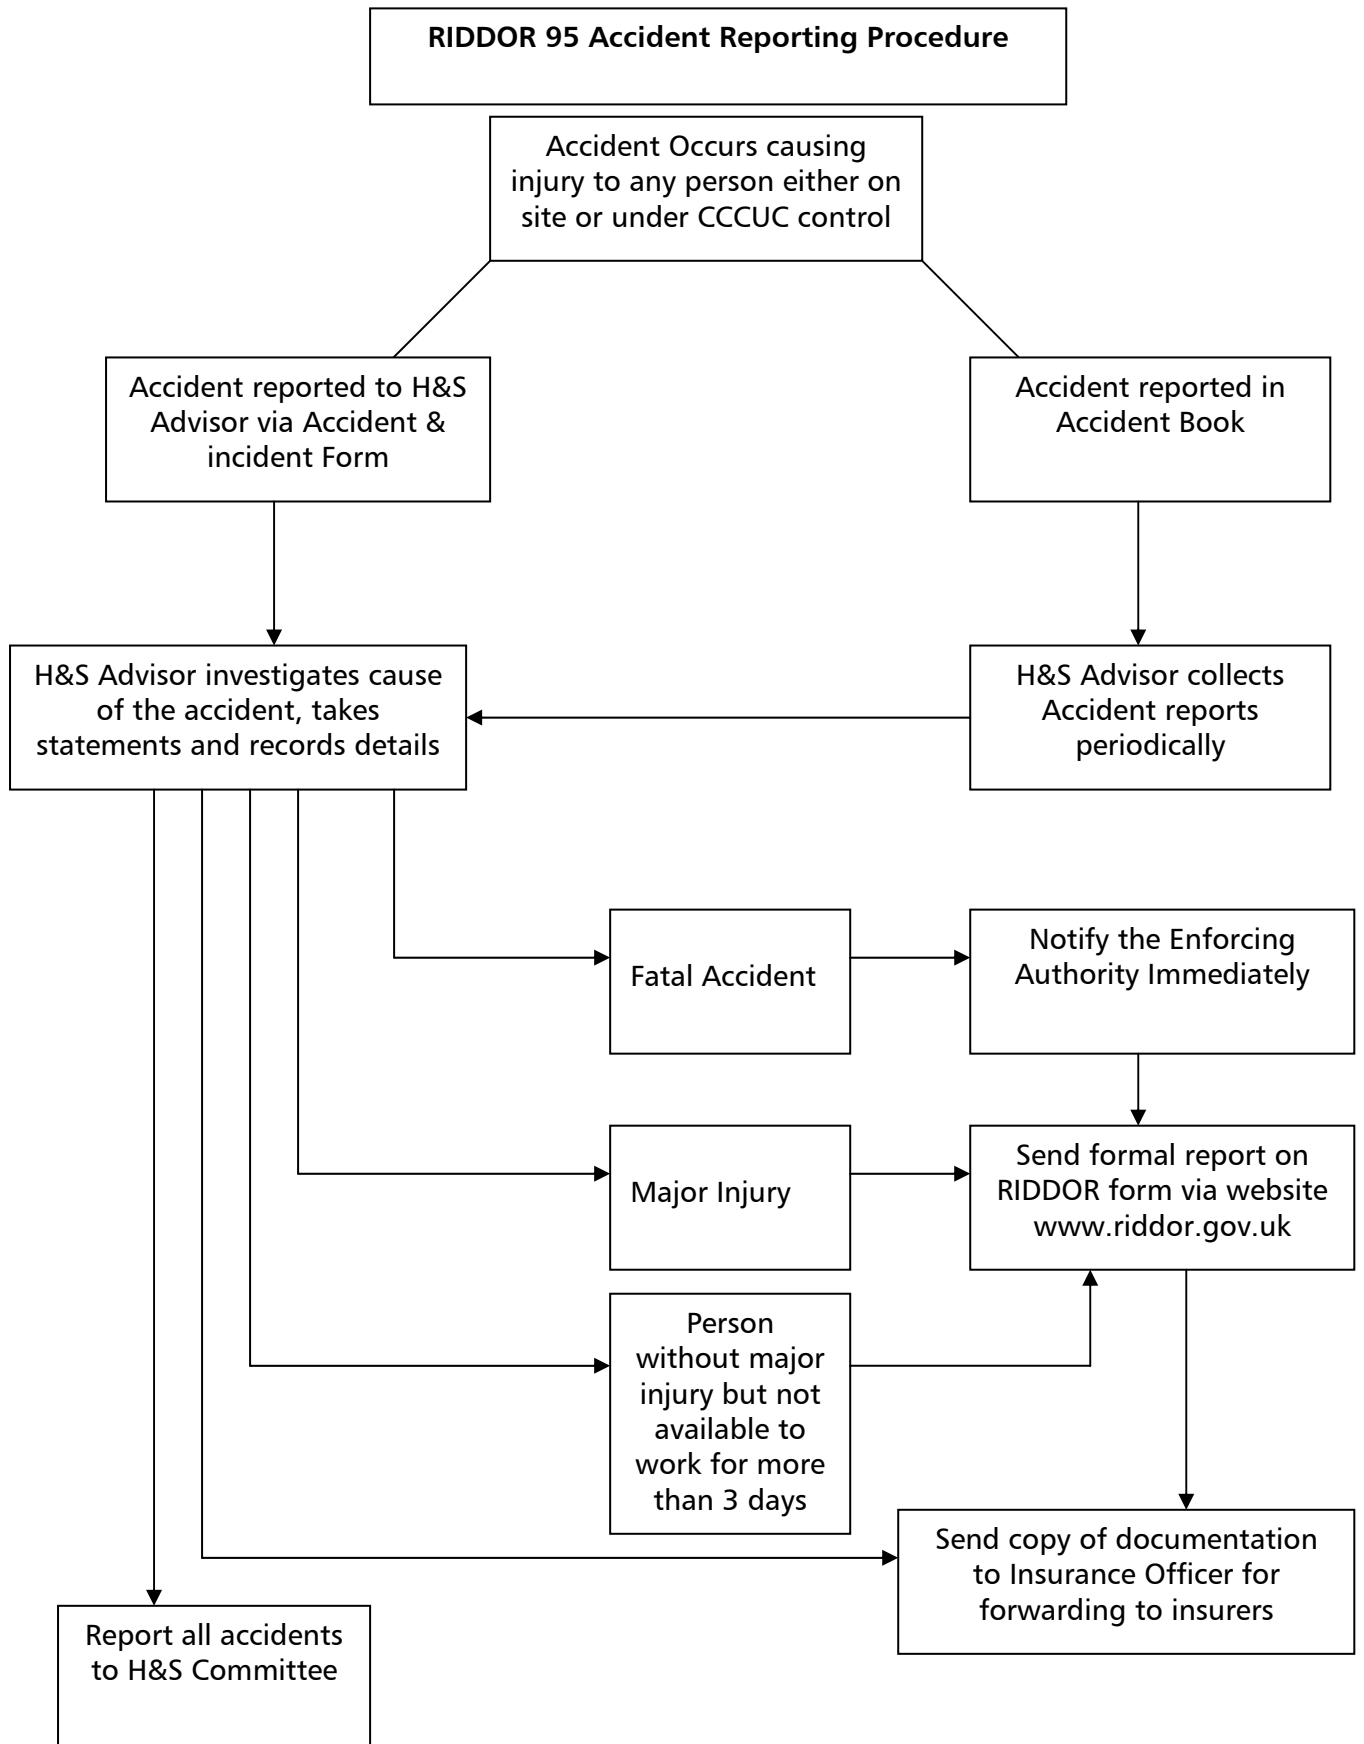 RIDDOR 95 Accident Reporting Procedure
Accident Occurs causing
injury to any person either on
site or under CCCUC control
Accident reported to H&S
Advisor via Accident &
incident Form
Accident reported in
Accident Book
H&S Advisor investigates cause
of the accident, takes
statements and records details
H&S Advisor collects
Accident reports
periodically
Fatal Accident
Notify the Enforcing
Authority Immediately
Major Injury
Send formal report on
RIDDOR form via website
www.riddor.gov.uk
Person
without major
injury but not
available to
work for more
than 3 days
Send copy of documentation
to Insurance Officer for
forwarding to insurers
Report all accidents
to H&S Committee